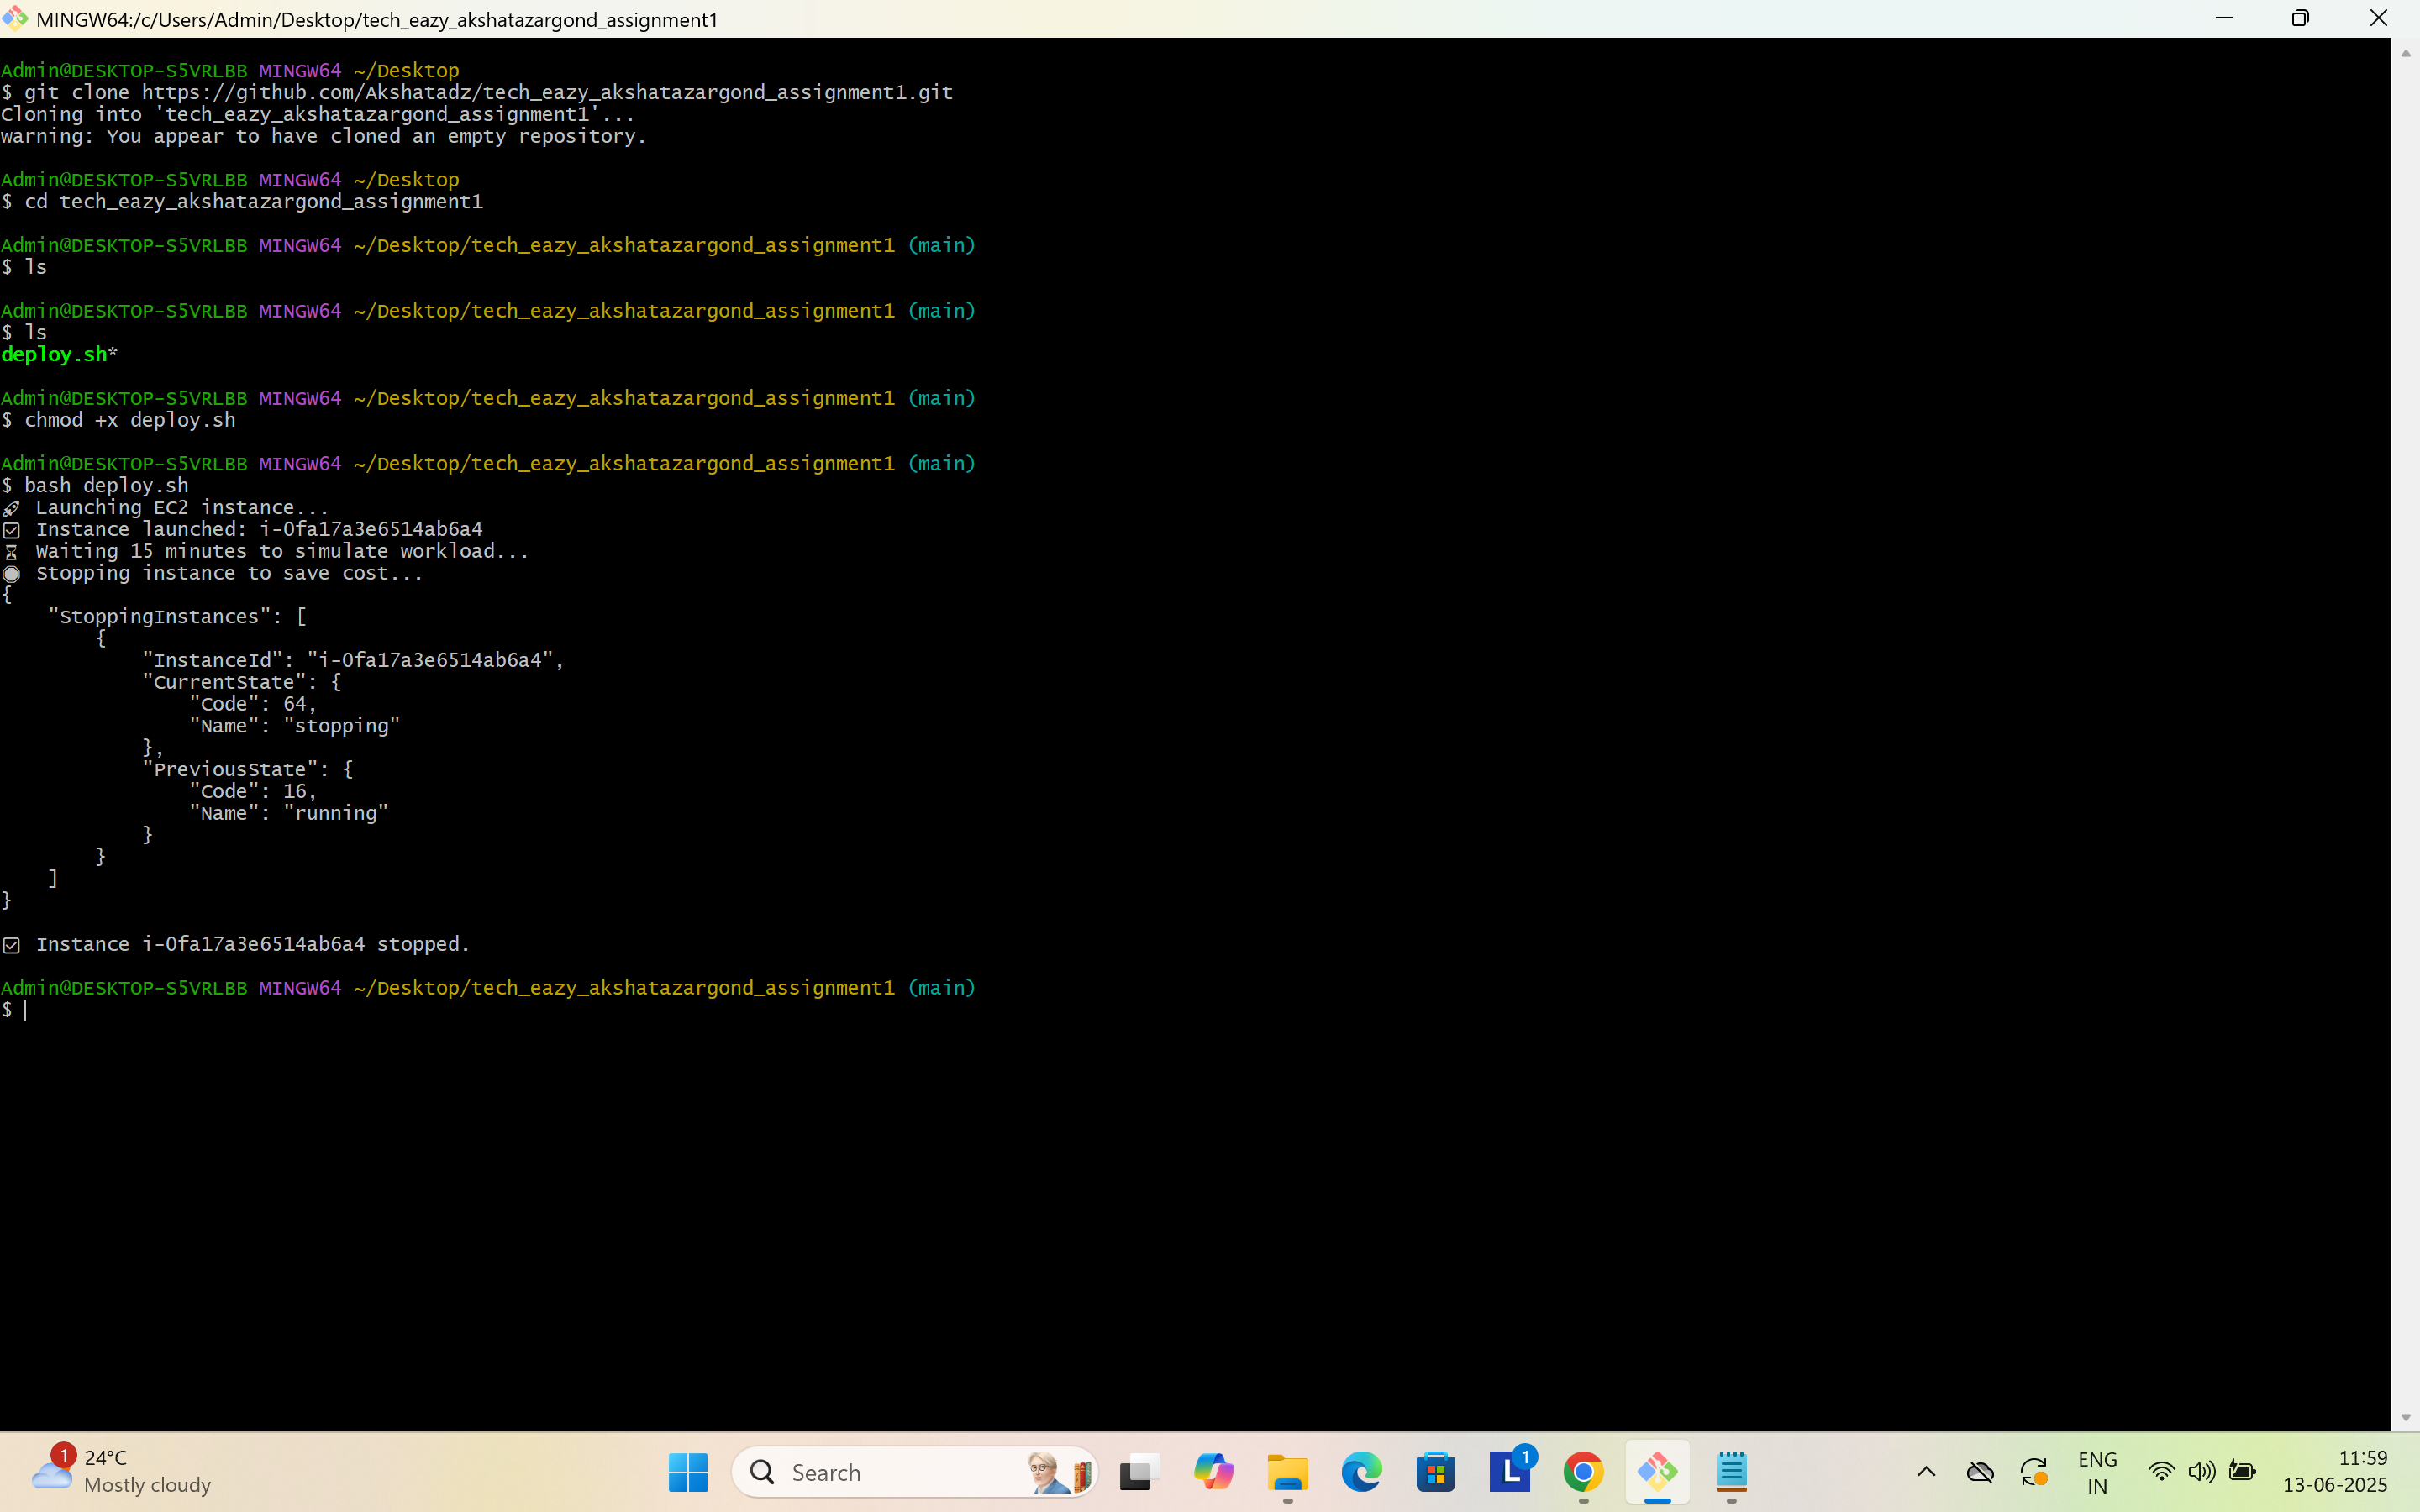 MINGW64:/c/Users/Admin/Desktop/tech_eazy_akshatazargond_assignment1
Admin@DESKTOP-S5VRLBB MINGW64 ~/Desktop
$ git clone https://github.com/Akshatadz/tech_eazy_akshatazargond_assignment1.git
Cloning into 'tech_eazy_akshatazargond_assignment1'...
warning: You appear to have cloned an empty repository.
Admin@DESKTOP-S5VRLBB MINGW64 ~/Desktop
$ cd tech_eazy_akshatazargond_assignment1
Admin@DESKTOP-S5VRLBB MINGW64 ~/Desktop/tech_eazy_akshatazargond_assignment1 (main)
$ ls
Admin@DESKTOP-S5VRLBB MINGW64 ~/Desktop/tech_eazy_akshatazargond_assignment1 (main)
$ ls
deploy.sh*
Admin@DESKTOP-S5VRLBB MINGW64 ~/Desktop/tech_eazy_akshatazargond_assignment1 (main)
$ chmod +x deploy.sh
Admin@DESKTOP-S5VRLBB MINGW64 ~/Desktop/tech_eazy_akshatazargond_assignment1 (main)
$ bash deploy.sh
🚀 Launching EC2 instance...
☑ Instance launched: i-0fa17a3e6514ab6a4
⏳ Waiting 15 minutes to simulate workload...
🛑 Stopping instance to save cost...
{
    "StoppingInstances": [
        {
            "InstanceId": "i-0fa17a3e6514ab6a4",
            "CurrentState": {
                "Code": 64,
                "Name": "stopping"
            },
            "PreviousState": {
                "Code": 16,
                "Name": "running"
            }
        }
    ]
}
☑ Instance i-0fa17a3e6514ab6a4 stopped.
Admin@DESKTOP-S5VRLBB MINGW64 ~/Desktop/tech_eazy_akshatazargond_assignment1 (main)
$
1
24°C
Mostly cloudy
Search
L
1
ENG
IN
11:59
13-06-2025